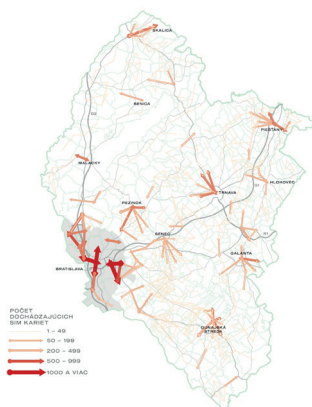 SKALICA
SENICA
PIEŠŤANY
MALACKY
HLOHOVEC
TRNAVA
PEZINOK
SENEC
GALANTA
BRATISLAVA
DUNAJSKÁ
STREDA
POČET
DOCHÁDZAJÚCICH
SIM KARIET
1 – 49
50 – 199
200 – 499
500 – 999
1000 A VIAC